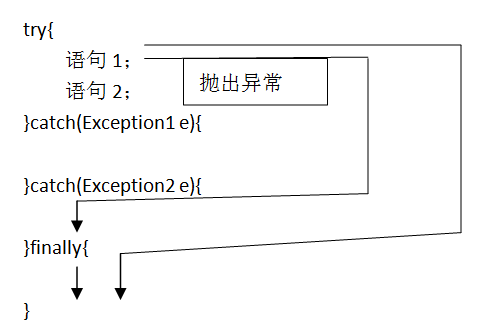 try{
语句 1；
抛出异常
语句 2；
}catch(Exception1 e){
}catch(Exception2 e){
}finally{
}